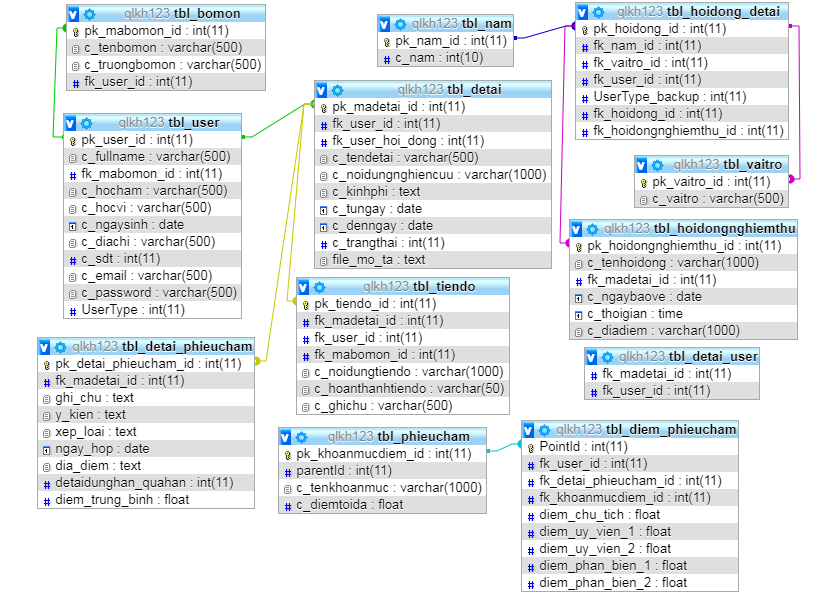 qlkh123 tbl_bomon
pk_mabomon_id : int(11)
c_tenbomon : varchar(500)
c_truongbomon : varchar(500)
fk_user_id : int(11)
qlkh123 tbl_user
pk_user_id : int(11)
c_fullname : varchar(500)
fk_mabomon_id : int(11)
c_hocham : varchar(500)
c_hocvi : varchar(500)
c_ngaysinh : date
c_diachi : varchar(500)
c_sdt : int(11)
c_email : varchar(500)
c_password : varchar(500)
UserType : int(11)
qlkh123 tbl_detai_phieucham
pk_detai_phieucham_id : int(11)
fk_madetai_id : int(11)
ghi_chu : text
y_kien : text
xep_loai : text
ngay_hop : date
dia_diem : text
detaidunghan_quahan : int(11)
diem_trung_binh : float
qlkh123 tbl_nam
pk_nam_id : int(11)
c_nam : int(10)
qlkh123 tbl_detai
pk_madetai_id : int(11)
fk_user_id : int(11)
fk_user_hoi_dong : int(11)
c_tendetai : varchar(500)
c_noidungnghiencuu : varchar(1000)
c_kinhphi : text
c_tungay : date
c_denngay : date
c_trangthai : int(11)
file_mo_ta : text
qlkh123 tbl_tiendo
pk_tiendo_id : int(11)
fk_madetai_id : int(11)
fk_user_id : int(11)
fk_mabomon_id : int(11)
c_noidungtiendo : varchar(1000)
c_hoanthanhtiendo : varchar(50)
c_ghichu : varchar(500)
qlkh123 tbl_phieucham
pk_khoanmucdiem_id : int(11)
parentId : int(11)
c_tenkhoanmuc : varchar(1000)
c_diemtoida : float
qlkh123 tbl_hoidong_detai
pk_hoidong_id : int(11)
fk_nam_id : int(11)
fk_vaitro_id : int(11)
fk_user_id : int(11)
UserType_backup : int(11)
fk_hoidong_id : int(11)
fk_hoidongnghiemthu_id : int(11)
qlkh123 tbl_vaitro
pk_vaitro_id : int(11)
c_vaitro : varchar(500)
qlkh123 tbl_hoidongnghiemthu
pk_hoidongnghiemthu_id : int(11)
c_tenhoidong : varchar(1000)
fk_madetai_id : int(11)
c_ngaybaove : date
c_thoigian : time
c_diadiem : varchar(1000)
qlkh123 tbl_detai_user
fk_madetai_id : int(11)
fk_user_id : int(11)
qlkh123 tbl_diem_phieucham
PointId : int(11)
fk_user_id : int(11)
fk_detai_phieucham_id : int(11)
fk_khoanmucdiem_id : int(11)
diem_chu_tich : float
diem_uy_vien_1 : float
diem_uy_vien_2 : float
diem_phan_bien_1 : float
diem_phan_bien_2 : float